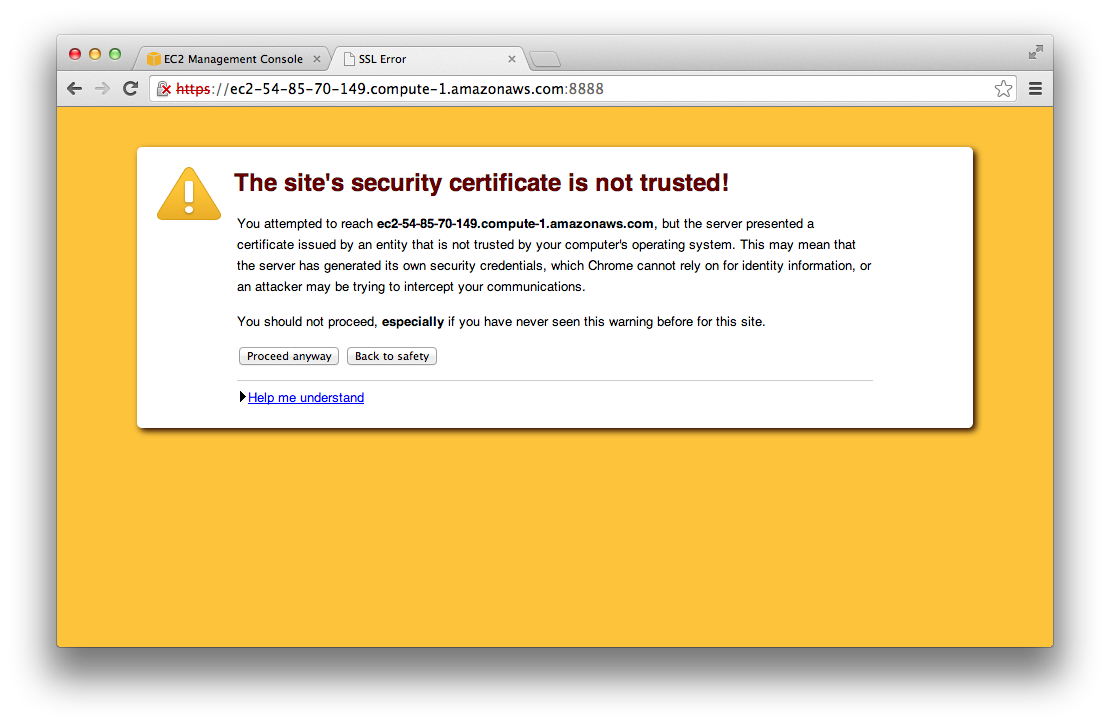 EC2 Management Console
SSL Error
https://ec2-54-85-70-149.compute-1.amazonaws.com:8888
The site's security certificate is not trusted!
You attempted to reach ec2-54-85-70-149.compute-1.amazonaws.com, but the server presented a
certificate issued by an entity that is not trusted by your computer's operating system. This may mean that
the server has generated its own security credentials, which Chrome cannot rely on for identity information, or
an attacker may be trying to intercept your communications.
You should not proceed, especially if you have never seen this warning before for this site.
Proceed anyway Back to safety
Help me understand